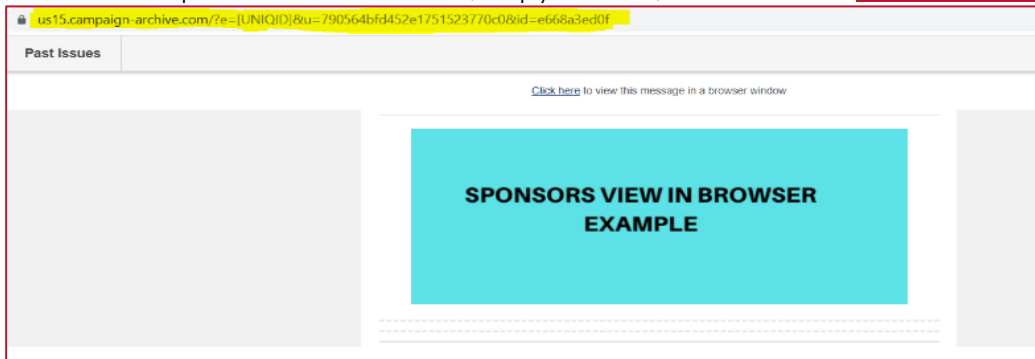 us15.campaign-archive.com/?e=[UNIQID]&u=790564bfd452e1751523770c0&id=e668a3ed0f
Past Issues
Click here to view this message in a browser window
SPONSORS VIEW IN BROWSER
EXAMPLE